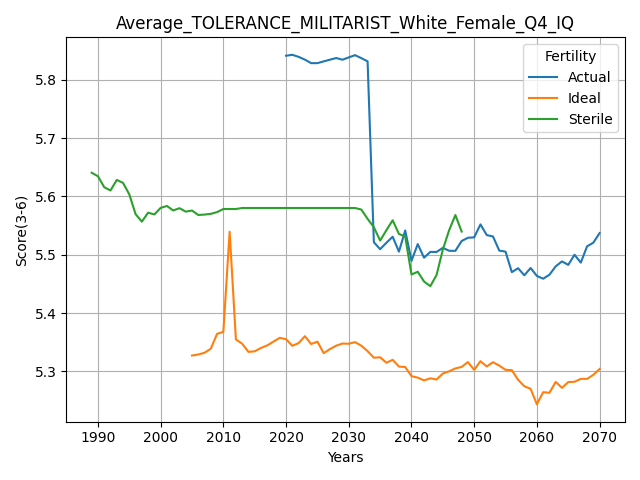 Average_TOLERANCE_MILITARIST_White_Female_Q4_IQ
Fertility
Actual
Ideal
Sterile
Score(3-6)
5.8
5.7
5.6
5.5
5.4
5.3
1990 2000 2010 2020 2030 2040 2050 2060 2070
Years